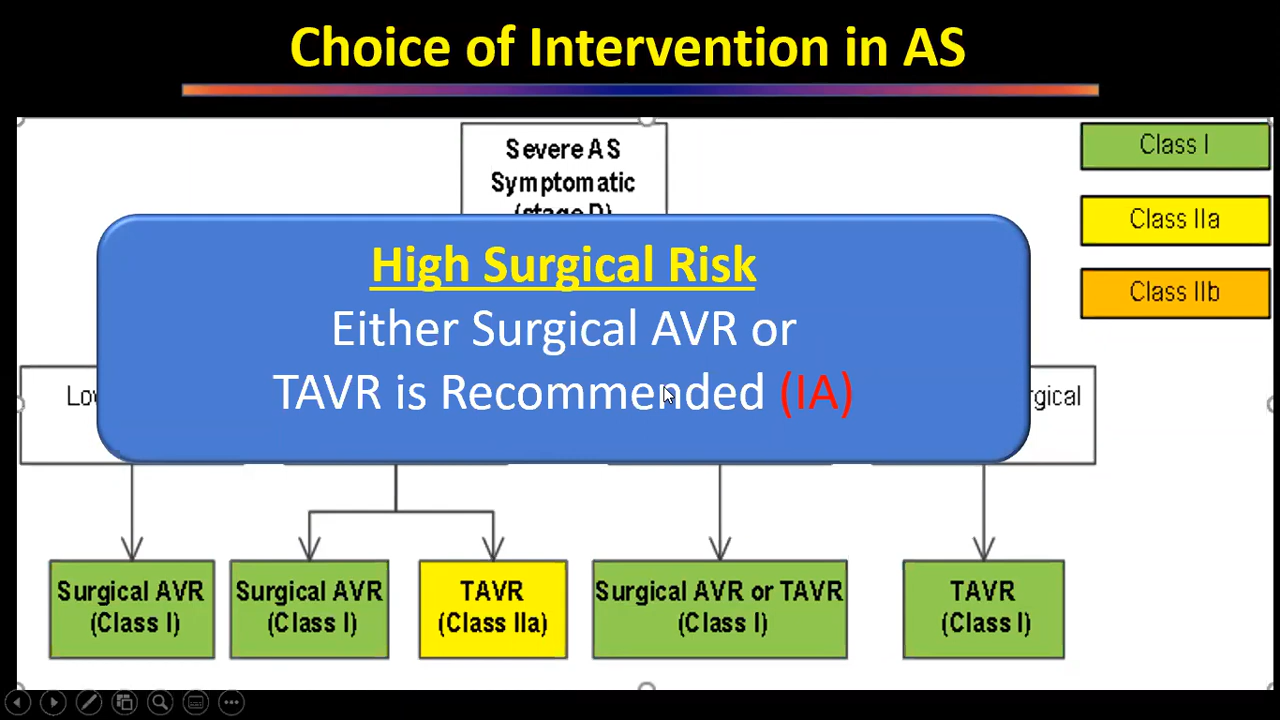 Choice of Intervention in AS
Severe AS
Symptomatic
(stage D)
Class I
Class IIa
Class IIb
High Surgical Risk
Either Surgical AVR or
TAVR is Recommended (IA)
Surgical AVR
(Class I)
Surgical AVR
(Class I)
TAVR
(Class IIa)
Surgical AVR or TAVR
(Class I)
TAVR
(Class I)